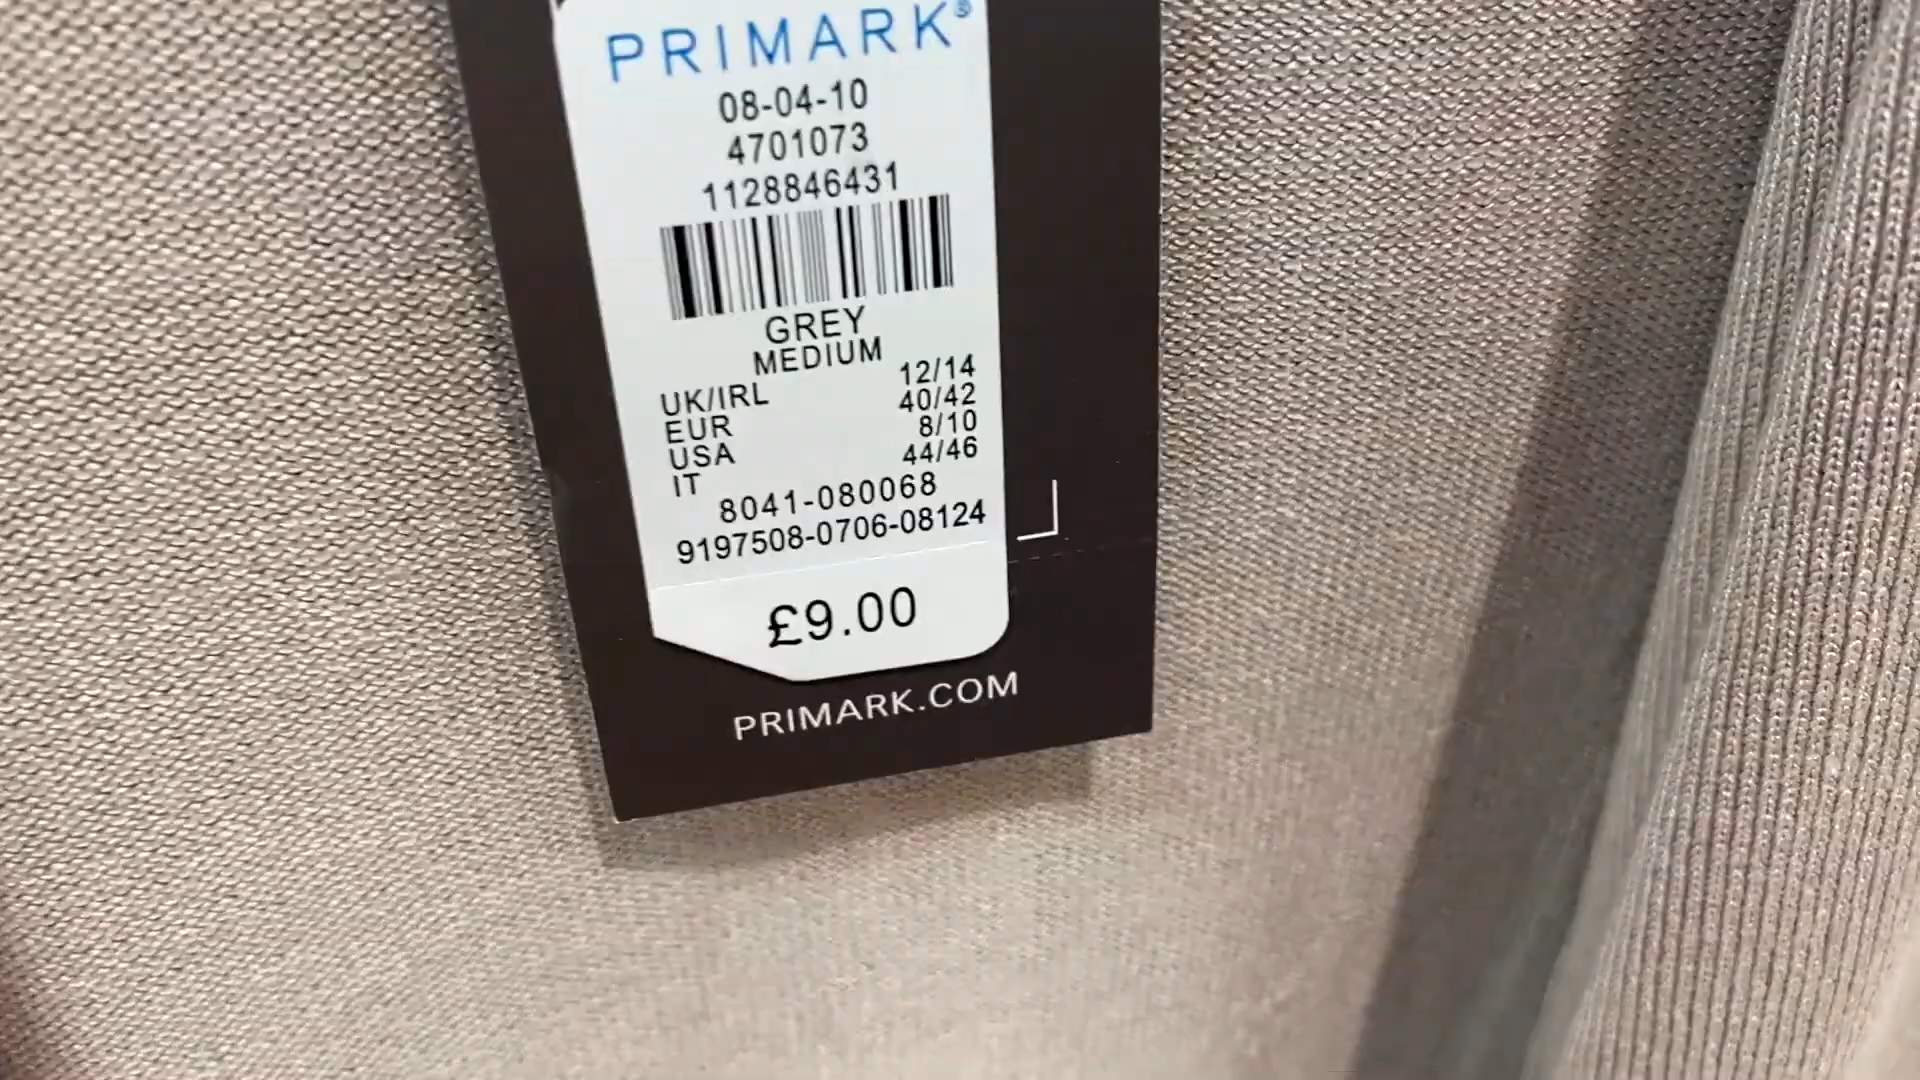 PRIMARK®
08-04-10
4701073
1128846431
GREY
MEDIUM
UK/IRL 12/14
EUR 40/42
USA 8/10
IT 44/46
8041-080068
9197508-0706-08124
£9.00
PRIMARK.COM